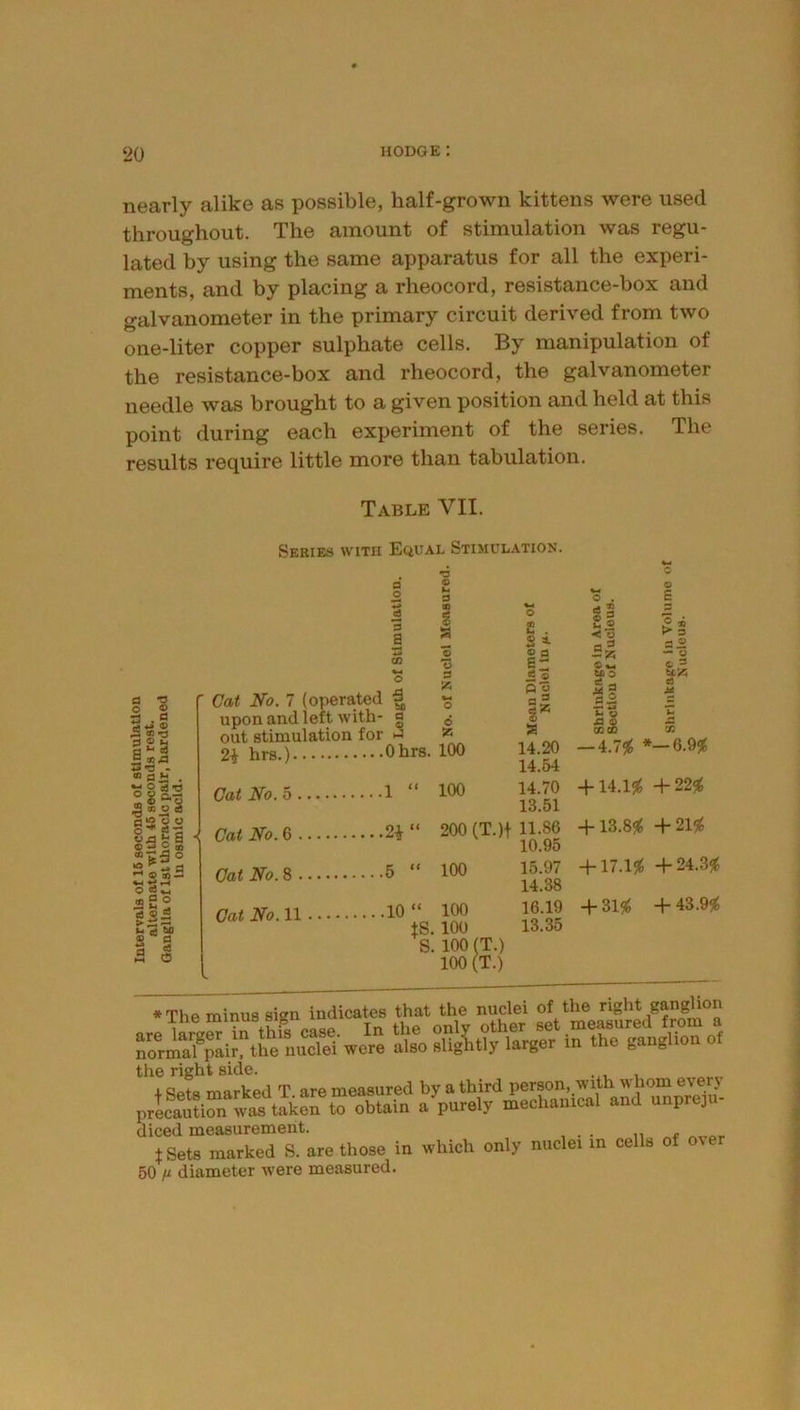 20
HODGE:
nearly alike as possible, half-grown kittens were used
throughout. The amount of stimulation was regu-
lated by using the same apparatus for all the experi-
ments, and by placing a rheocord, resistance-box and
galvanometer in the primary circuit derived from two
one-liter copper sulphate cells. By manipulation of
the resistance-box and rheocord, the galvanometer
needle was brought to a given position and held at this
point during each experiment of the series. The
results require little more than tabulation.
TABLE VII.
SERIES WITH EQUAL STIMULATION.
Intervals of 15 seconds of stimulation
alternate with 45 seconds rest.
Ganglia of 1st thoracic pair, hardened
in osmic acid.
Length of Stimulation.
No. of Nuclei Measured.
Mean Diameters of
Nuclei in µ.
Shrinkage in Area of
Section of Nucleus.
Shrinkage in Volume of
Nucleus.
Cat No. 7 (operated
upon and left with-
out stimulation for
2½ hrs.)...........0 hrs. 100 14.20 —4.7% *—6.9%
14.54
Cat No. 5..........1 “ 100 14.70 +14.1% +22%
13.51
Cat No. 6..........2½ “ 200 (T.)† 11.86 +13.8% +21%
10.95
Cat No. 8..........5 “ 100 15.97 +17.1% +24.3%
14.38
Cat No. 11.........10 “ 100 16.19 +31% +43.9%
‡S. 100 13.35
S. 100 (T.)
100 (T.)
*The minus sign indicates that the nuclei of the right ganglion
are larger in this case. In the only other set measured from a
normal pair, the nuclei were also slightly larger in the ganglion of
the right side.
†Sets marked T. are measured by a third person, with whom every
precaution was taken to obtain a purely mechanical and unpreju-
diced measurement.
‡Sets marked S. are those in which only nuclei in cells of over
50 µ diameter were measured.